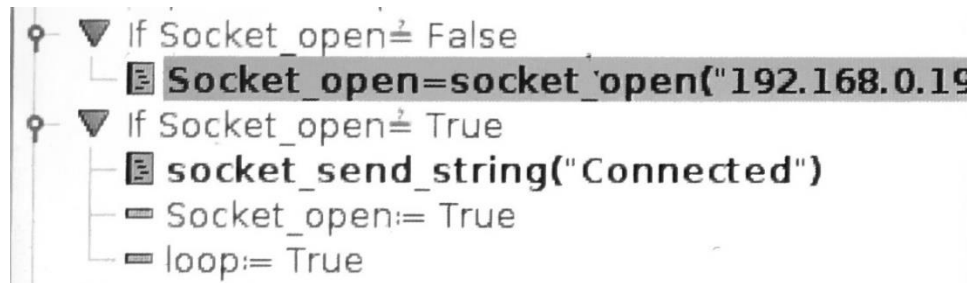 If Socket_open≟ False
Socket_open=socket_open("192.168.0.19
If Socket_open≟ True
socket_send_string("Connected")
Socket_open≔ True
loop≔ True